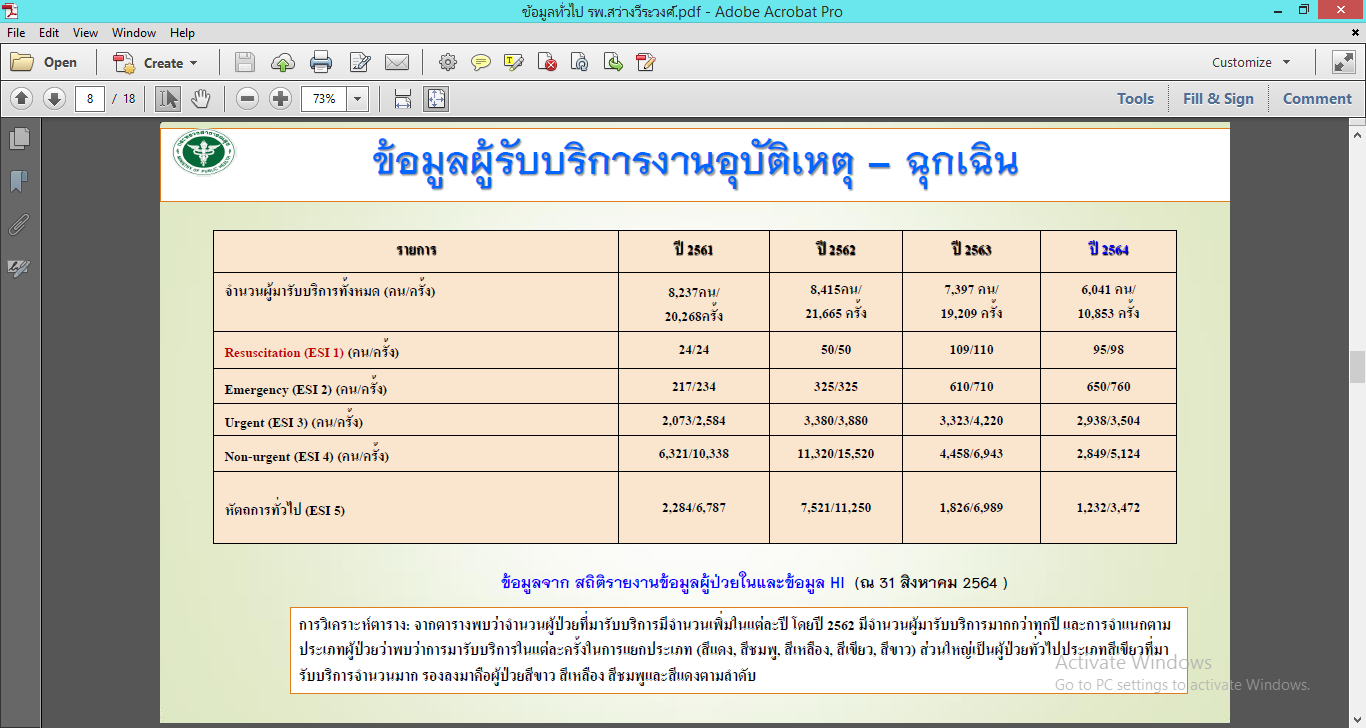 ข้อมูลทั่วไป รพ.สว่างวีระวงศ์.pdf - Adobe Acrobat Pro
File Edit View Window Help
Open Create Customize
8 / 18 73% Tools Fill & Sign Comment
ข้อมูลผู้รับบริการงานอุบัติเหตุ – ฉุกเฉิน
รายการ ปี 2561 ปี 2562 ปี 2563 ปี 2564
จำนวนผู้มารับบริการทั้งหมด (คน/ครั้ง) 8,237คน/ 8,415คน/ 7,397 คน/ 6,041 คน/
20,268ครั้ง 21,665 ครั้ง 19,209 ครั้ง 10,853 ครั้ง
Resuscitation (ESI 1) (คน/ครั้ง) 24/24 50/50 109/110 95/98
Emergency (ESI 2) (คน/ครั้ง) 217/234 325/325 610/710 650/760
Urgent (ESI 3) (คน/ครั้ง) 2,073/2,584 3,380/3,880 3,323/4,220 2,938/3,504
Non-urgent (ESI 4) (คน/ครั้ง) 6,321/10,338 11,320/15,520 4,458/6,943 2,849/5,124
หัตถการทั่วไป (ESI 5) 2,284/6,787 7,521/11,250 1,826/6,989 1,232/3,472
ข้อมูลจาก สถิติรายงานข้อมูลผู้ป่วยในและข้อมูล HI (ณ 31 สิงหาคม 2564 )
การวิเคราะห์ตาราง: จากตารางพบว่าจำนวนผู้ป่วยที่มารับบริการมีจำนวนเพิ่มในแต่ละปี โดยปี 2562 มีจำนวนผู้มารับบริการมากกว่าทุกปี และการจำแนกตาม
ประเภทผู้ป่วยว่าพบว่าการมารับบริการในแต่ละครั้งในการแยกประเภท (สีแดง, สีชมพู, สีเหลือง, สีเขียว, สีขาว) ส่วนใหญ่เป็นผู้ป่วยทั่วไปประเภทสีเขียวที่มา
รับบริการจำนวนมาก รองลงมาคือผู้ป่วยสีขาว สีเหลือง สีชมพูและสีแดงตามลำดับ
Activate Windows
Go to PC settings to activate Windows.